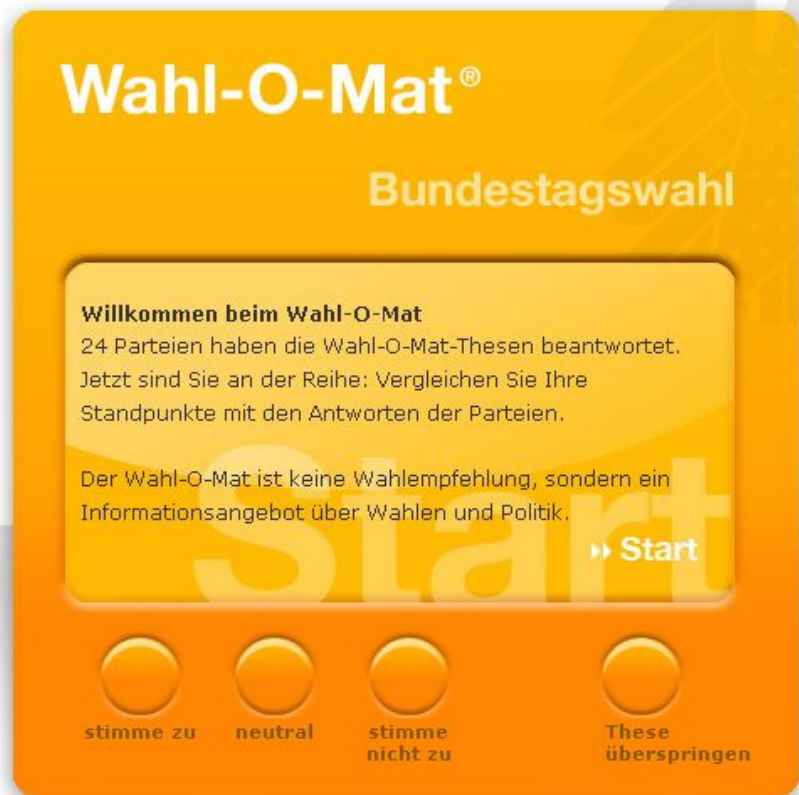 Wahl-O-Mat®
Bundestagswahl
Willkommen beim Wahl-O-Mat
24 Parteien haben die Wahl-O-Mat-Thesen beantwortet.
Jetzt sind Sie an der Reihe: Vergleichen Sie Ihre
Standpunkte mit den Antworten der Parteien.
Der Wahl-O-Mat ist keine Wahlempfehlung, sondern ein
Informationsangebot über Wahlen und Politik.
Start
Start
stimme zu
neutral
stimme
nicht zu
These
überspringen